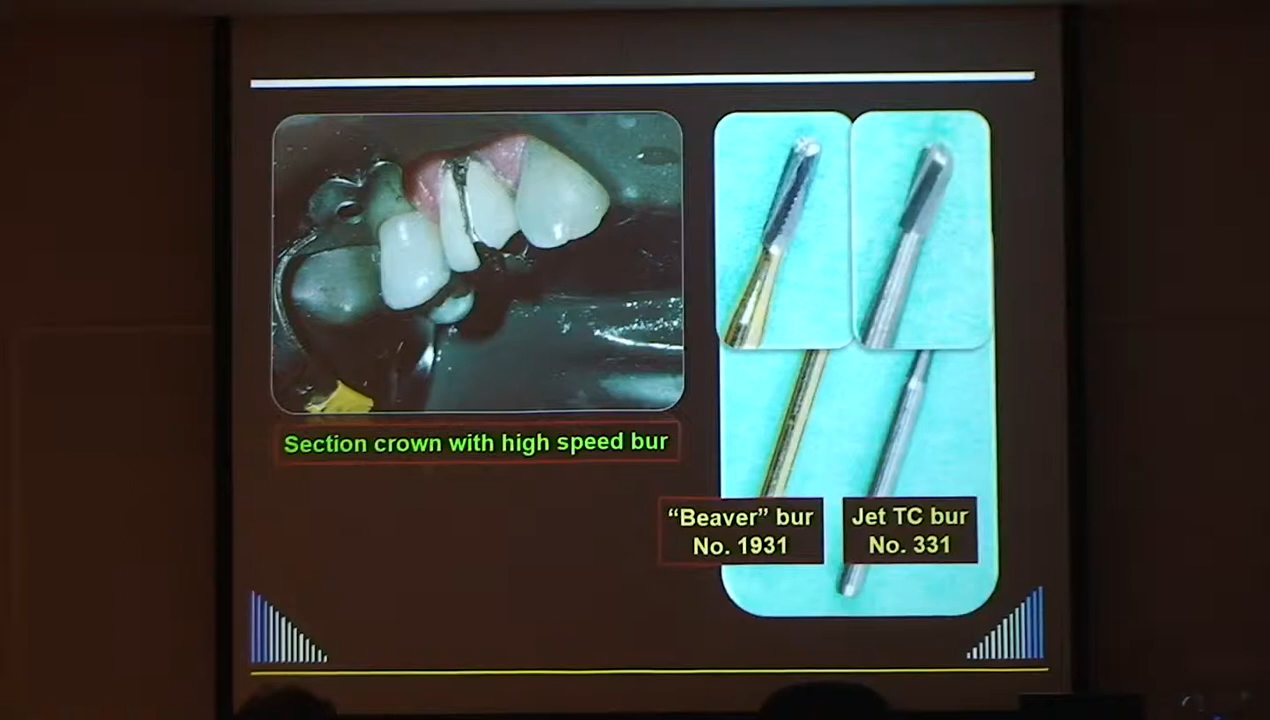 Section crown with high speed bur
“Beaver” bur
No. 1931
Jet TC bur
No. 331